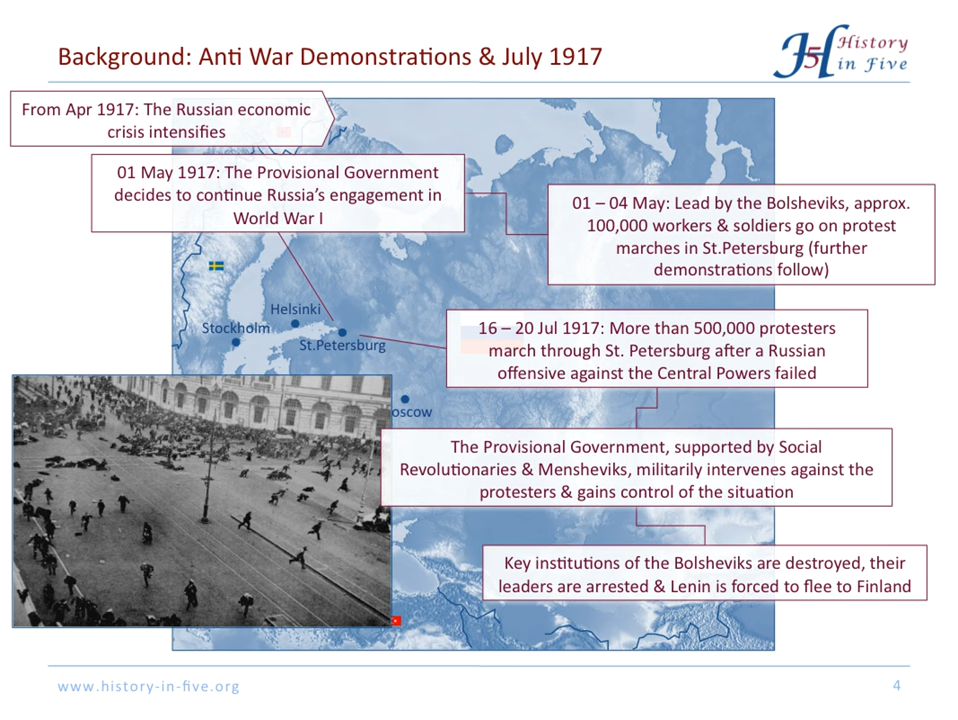 Background: Anti War Demonstrations & July 1917
J5H History
in Five
From Apr 1917: The Russian economic
crisis intensifies
01 May 1917: The Provisional Government
decides to continue Russia's engagement in
World War I
01 – 04 May: Lead by the Bolsheviks, approx.
100,000 workers & soldiers go on protest
marches in St.Petersburg (further
demonstrations follow)
Helsinki
Stockholm
St.Petersburg
16 – 20 Jul 1917: More than 500,000 protesters
march through St. Petersburg after a Russian
offensive against the Central Powers failed
oscow
The Provisional Government, supported by Social
Revolutionaries & Mensheviks, militarily intervenes against the
protesters & gains control of the situation
Key institutions of the Bolsheviks are destroyed, their
leaders are arrested & Lenin is forced to flee to Finland
www.history-in-five.org
4